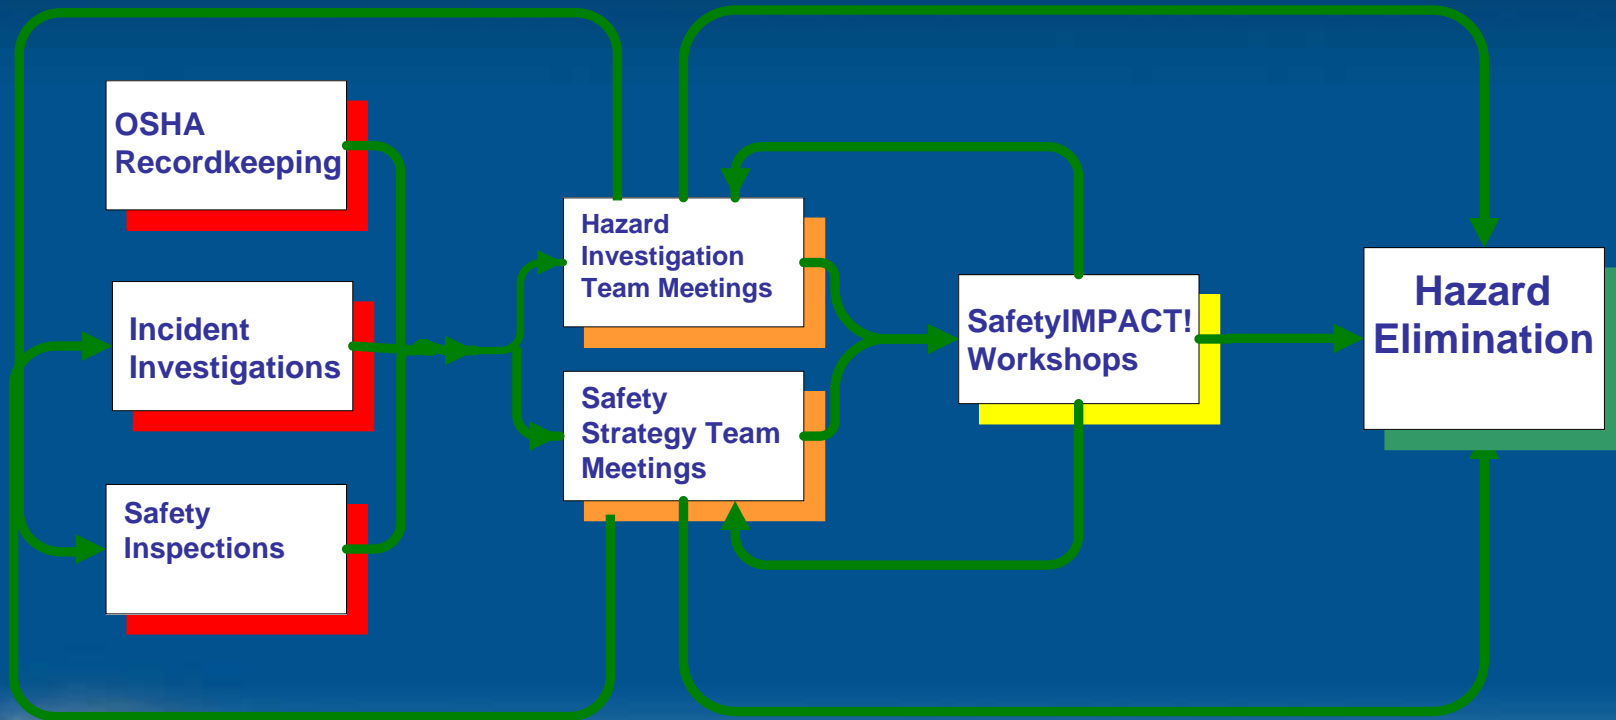 OSHA
Recordkeeping
Incident
Investigations
Safety
Inspections
Hazard
Investigation
Team Meetings
Safety
Strategy Team
Meetings
SafetyIMPACT!
Workshops
Hazard
Elimination